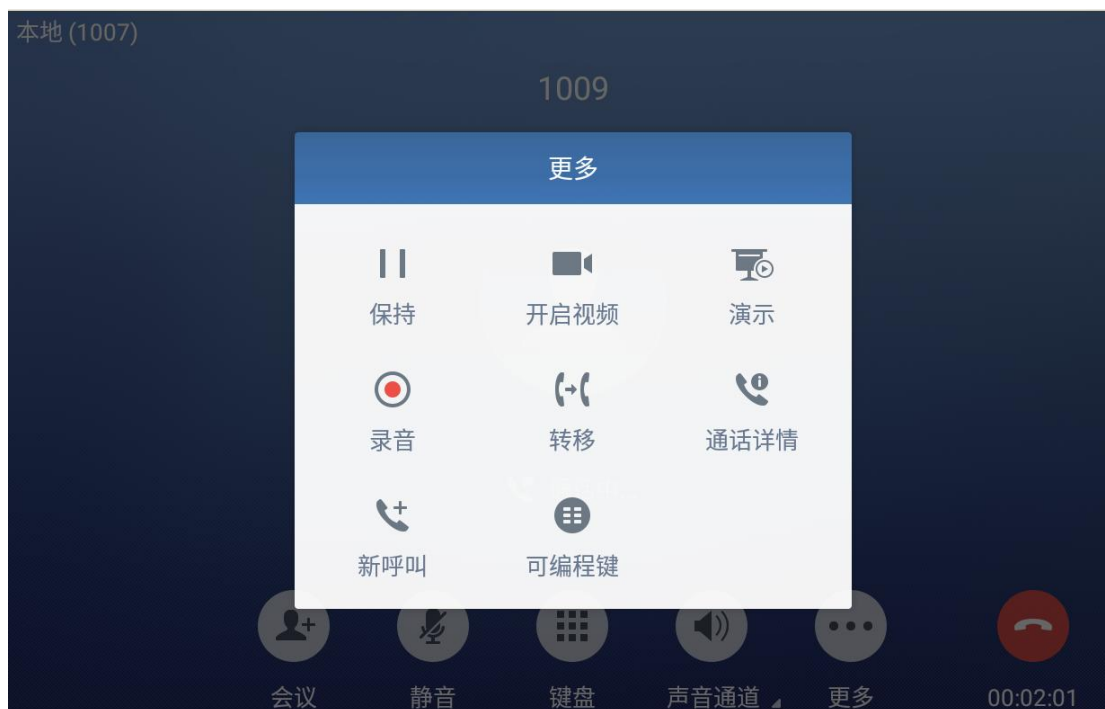 本地 (1007)
1009
更多
保持 开启视频 演示
录音 转移 通话详情
新呼叫 可编程键
会议 静音 键盘 声音通道 更多 00:02:01